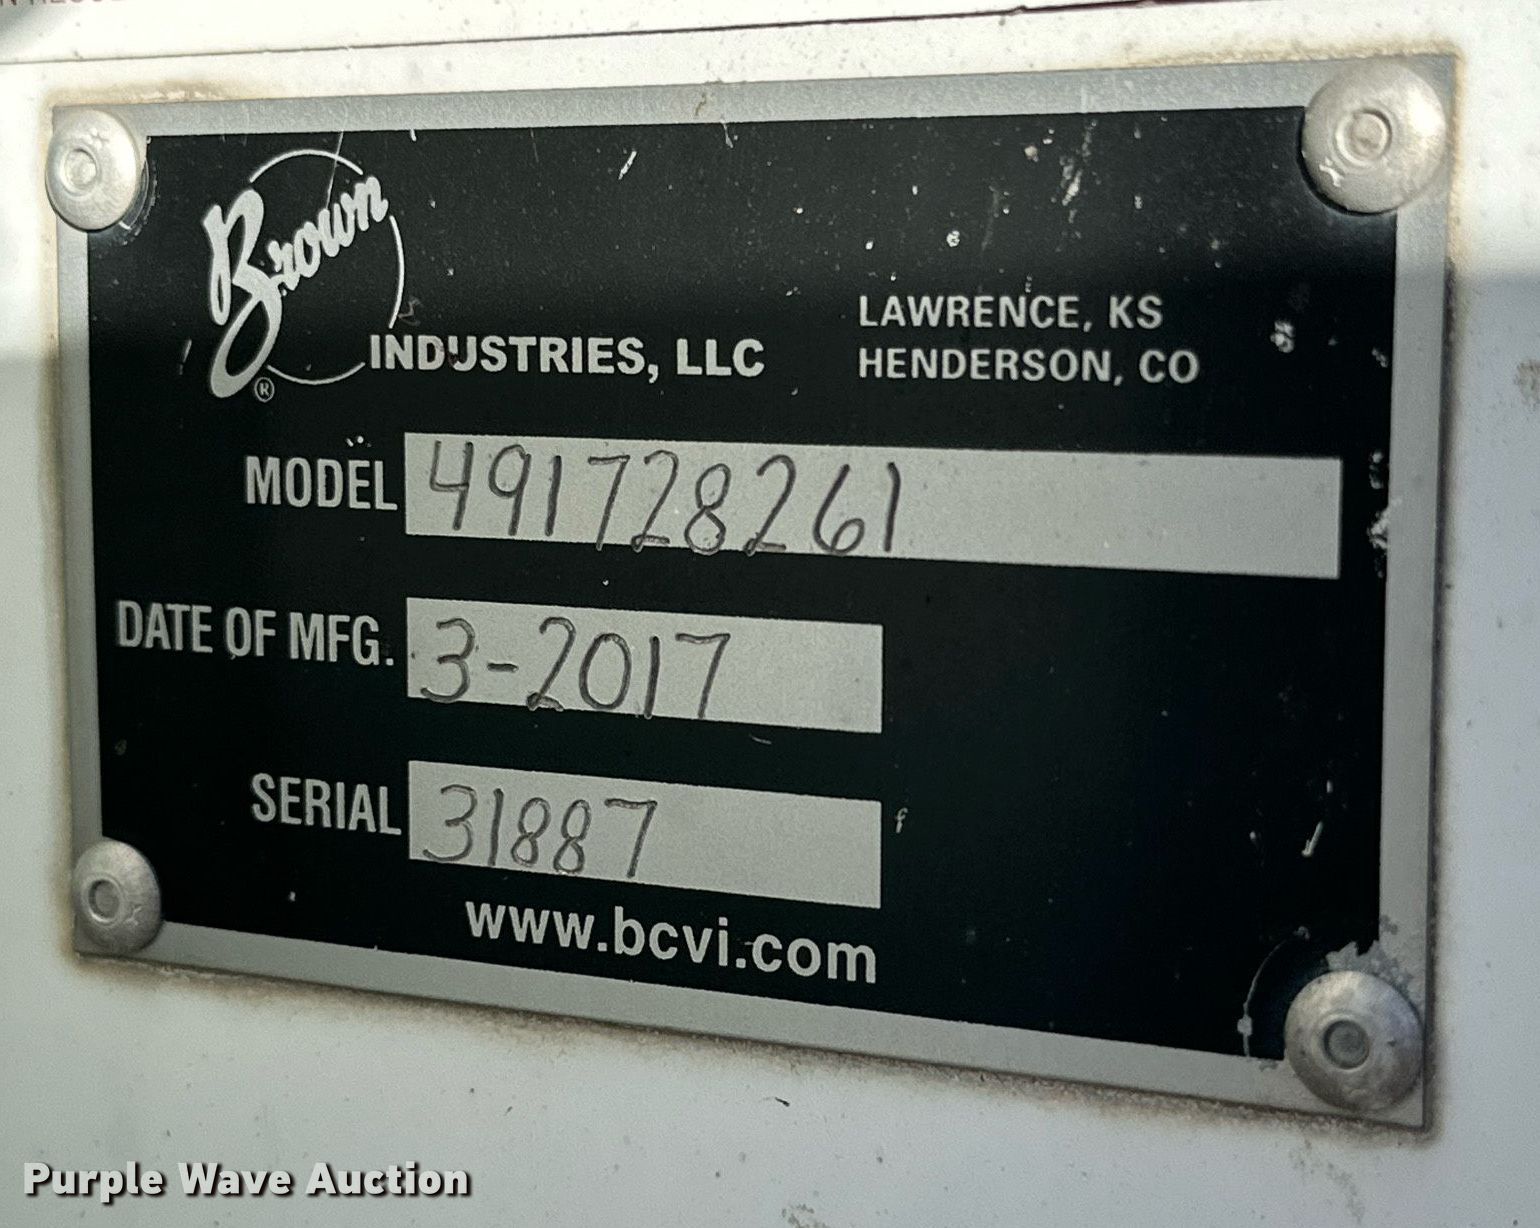 Brown
®
INDUSTRIES, LLC
LAWRENCE, KS
HENDERSON, CO
MODEL 491728261
DATE OF MFG. 3-2017
SERIAL 31887
www.bcvi.com
Purple Wave Auction